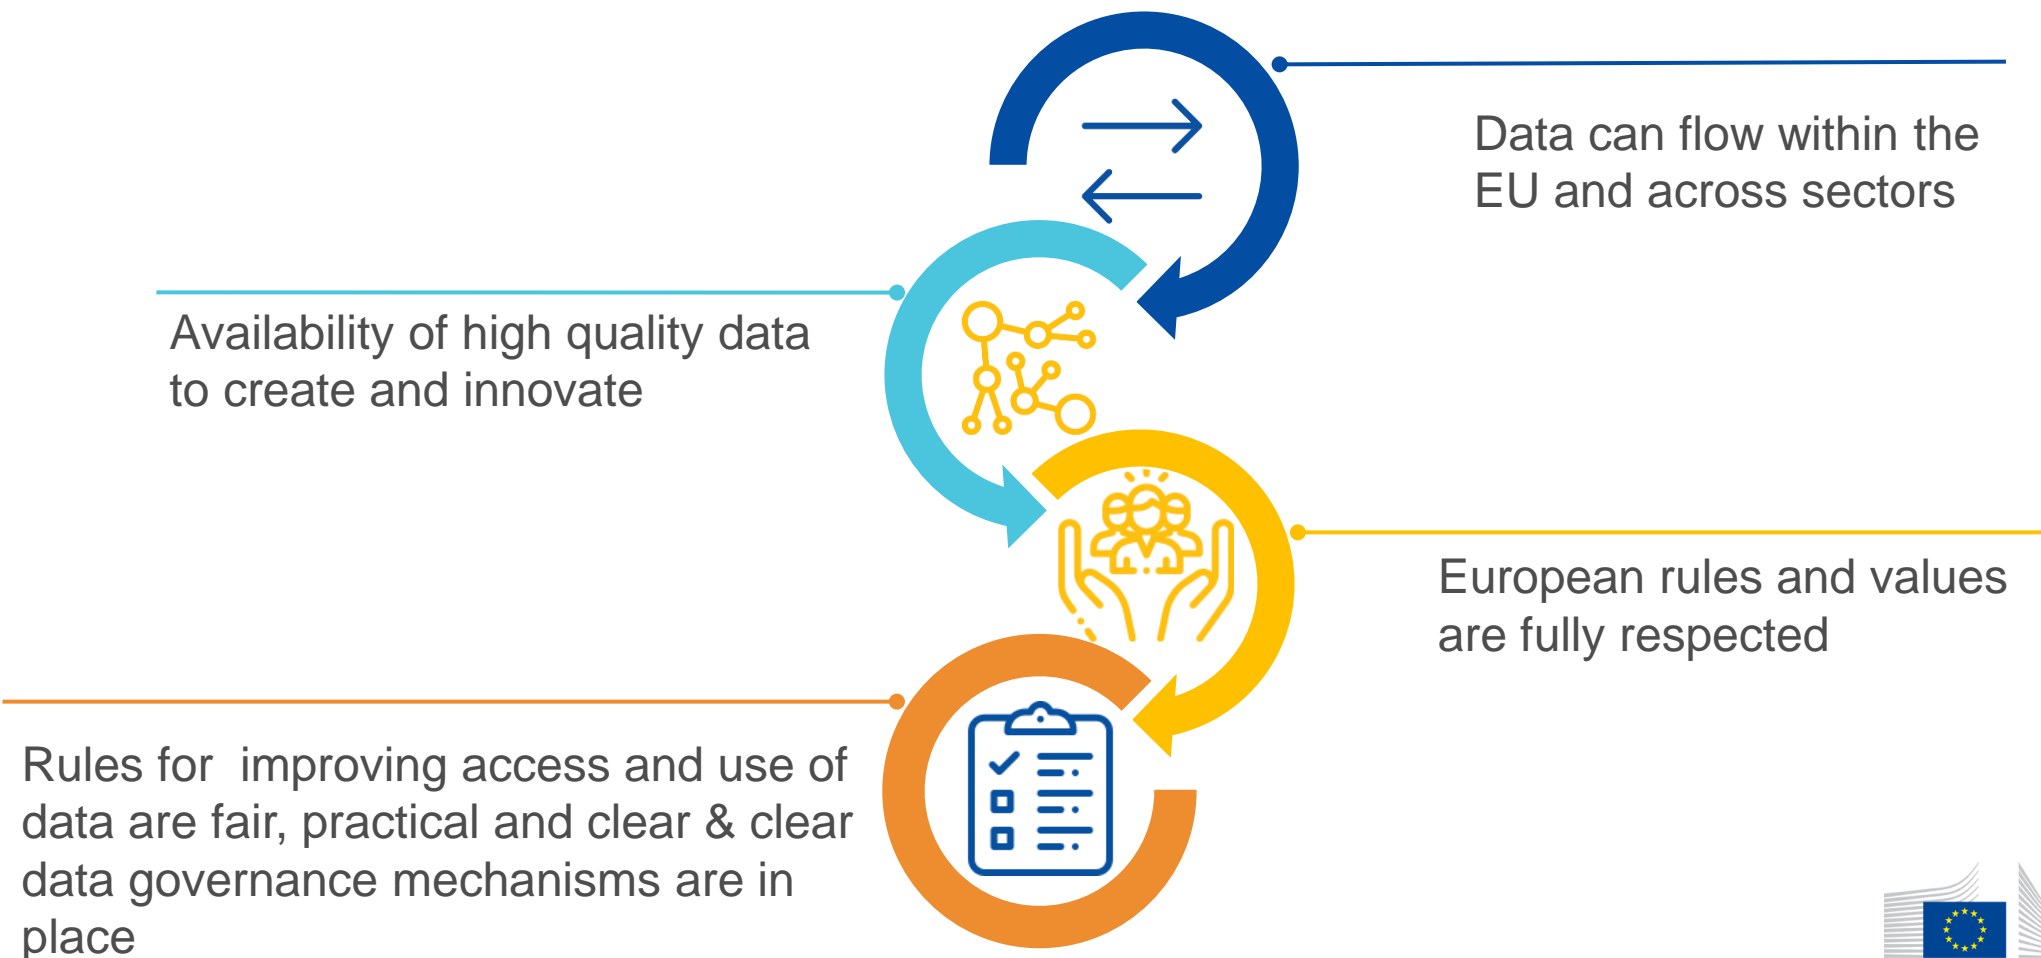 Data can flow within the
EU and across sectors
Availability of high quality data
to create and innovate
European rules and values
are fully respected
Rules for  improving access and use of
data are fair, practical and clear & clear
data governance mechanisms are in
place